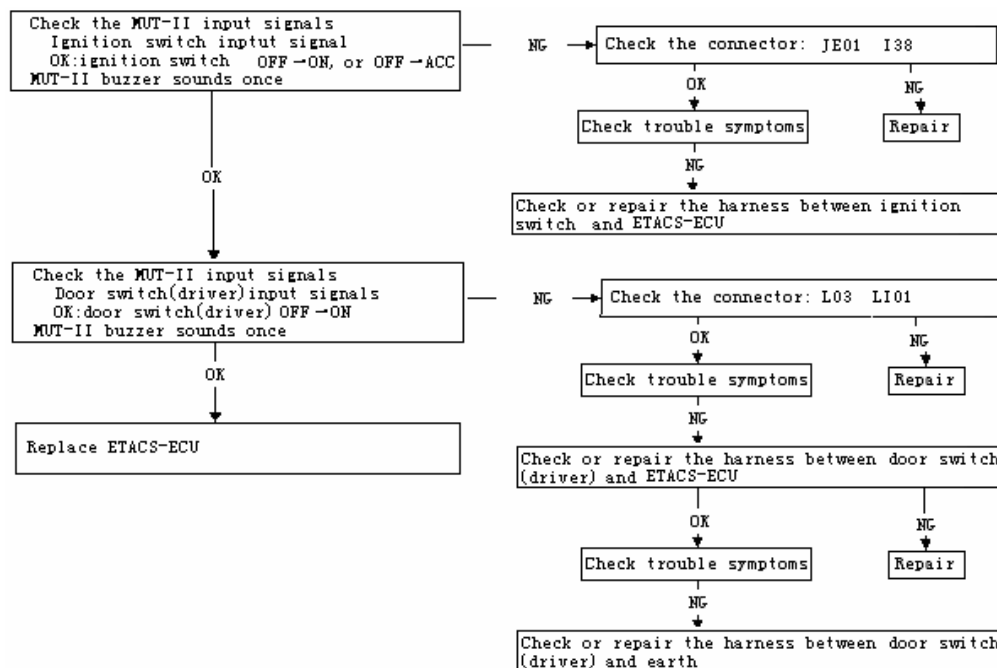 Check the MUT-II input signals
Ignition switch intput signal
OK:ignition switch OFF→ON, or OFF→ACC
MUT-II buzzer sounds once
NG
Check the connector: JE01 I38
OK
NG
Check trouble symptoms
Repair
NG
OK
Check or repair the harness between ignition
switch and ETACS-ECU
Check the MUT-II input signals
Door switch(driver)input signals
OK:door switch(driver) OFF→ON
MUT-II buzzer sounds once
NG
Check the connector: L03 LI01
OK
NG
OK
Check trouble symptoms
Repair
NG
Replace ETACS-ECU
Check or repair the harness between door switch
(driver) and ETACS-ECU
OK
NG
Check trouble symptoms
Repair
NG
Check or repair the harness between door switch
(driver) and earth